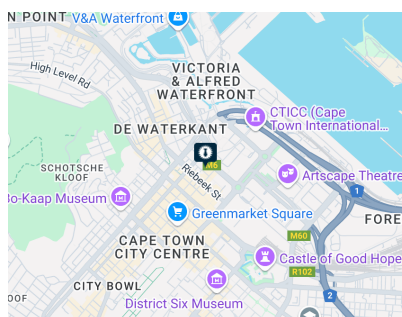 N POINT
V&A Waterfront
High Level Rd
VICTORIA
& ALFRED
WATERFRONT
CTICC (Cape
Town International...
DE WATERKANT
M6
SCHOTSCHE
KLOOF
Riebeek St
Artscape Theatre
1
Bo-Kaap Museum
Greenmarket Square
FORE
M60
CAPE TOWN
CITY CENTRE
Castle of Good Hope
R102
CITY BOWL
OOF
District Six Museum
2